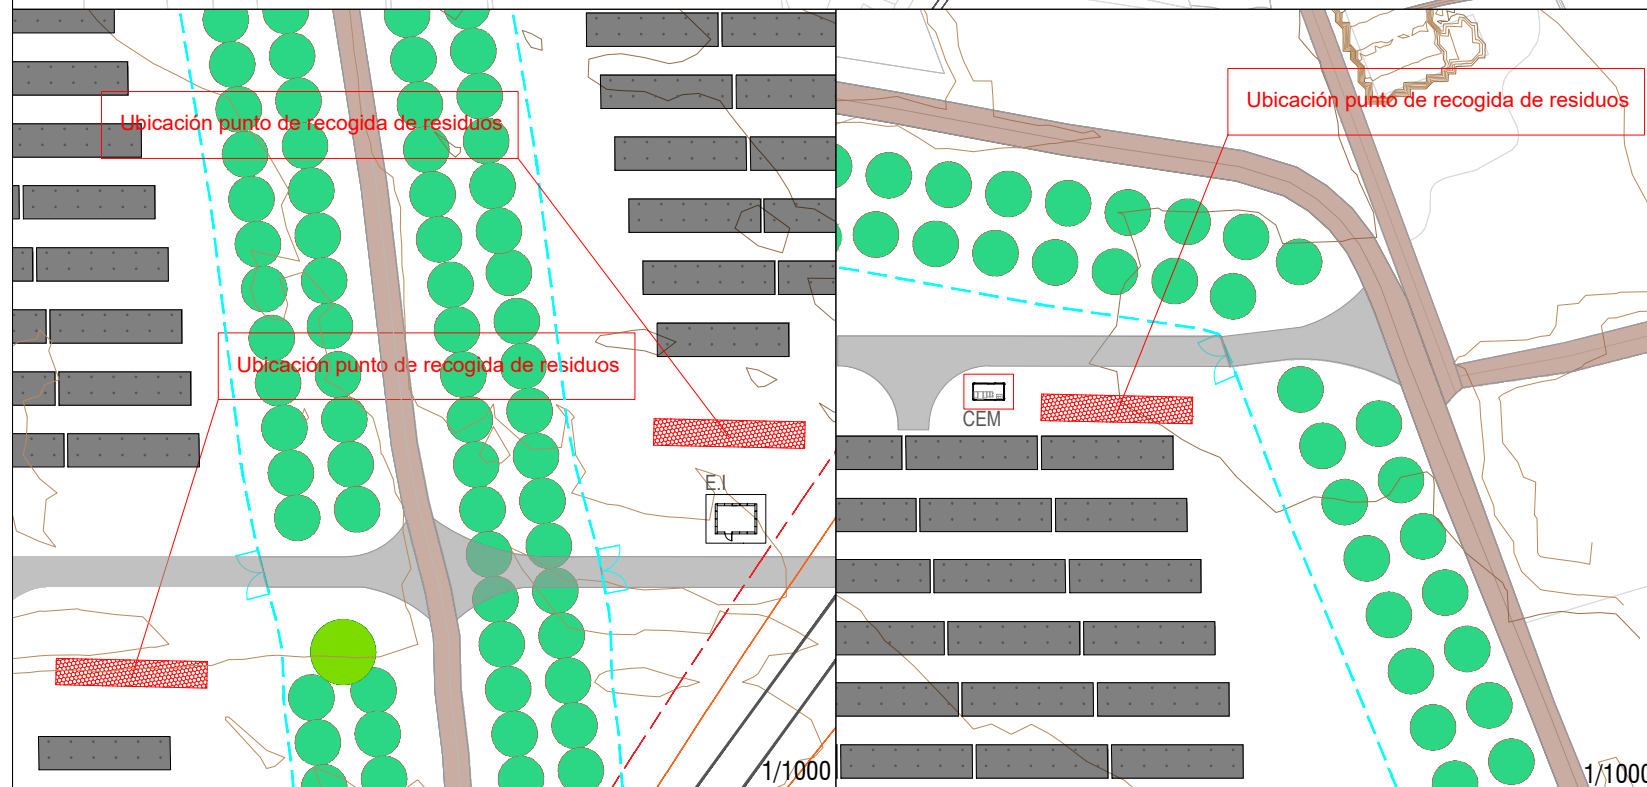 Ubicación punto de recogida de residuos
Ubicación punto de recogida de residuos
E.I
1/1000
Ubicación punto de recogida de residuos
CEM
1/1000